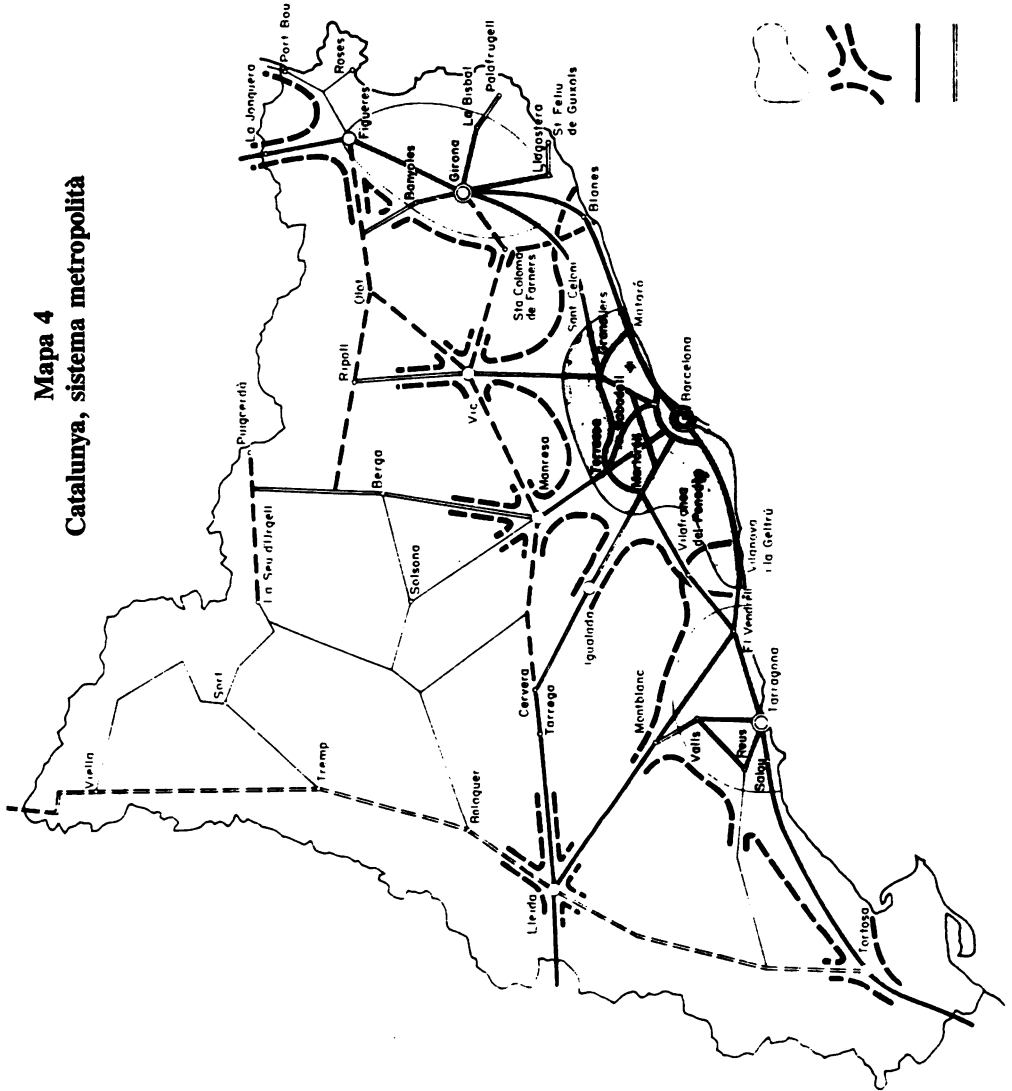 Mapa 4
Catalunya, sistema metropolità
La Jonquera
Port Bou
Roses
Figueres
La Bisbal
Palafrugell
Banyoles
Girona
Llagostera
St Feliu
de Guixols
Blanes
Olot
Sta Coloma
de Farners
Sant Celoni
Ripoll
Vic
Granollers
Mataró
Puigcerdà
Berga
Manresa
Terrassa
Sabadell
Martorell
Barcelona
La Seu d'Urgell
Solsona
Igualada
Vilafranca
del Penedès
Vilanova
i la Geltrú
El Vendrell
Sort
Cervera
Tarrega
Montblanc
Valls
Reus
Salou
Tarragona
Viella
Tremp
Balaguer
Lleida
Tortosa